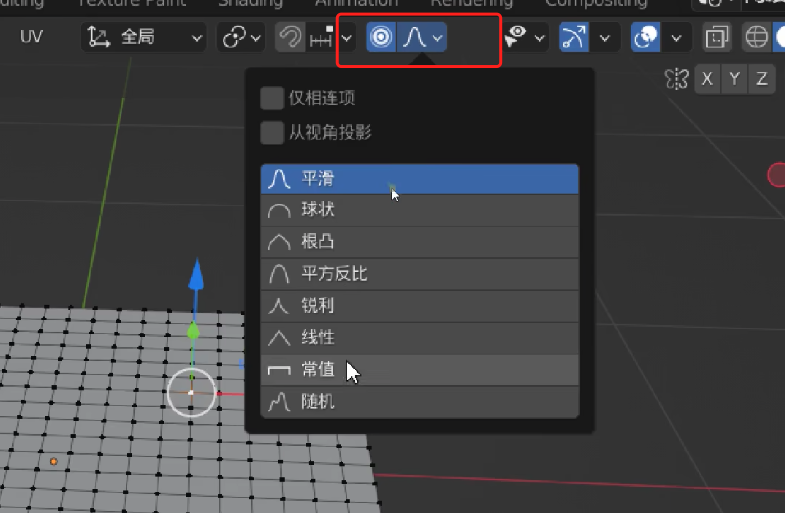 Texture Paint
Shading
Animation
Rendering
Compositing
UV
全局
X
Y
Z
仅相连项
从视角投影
平滑
球状
根凸
平方反比
锐利
线性
常值
随机